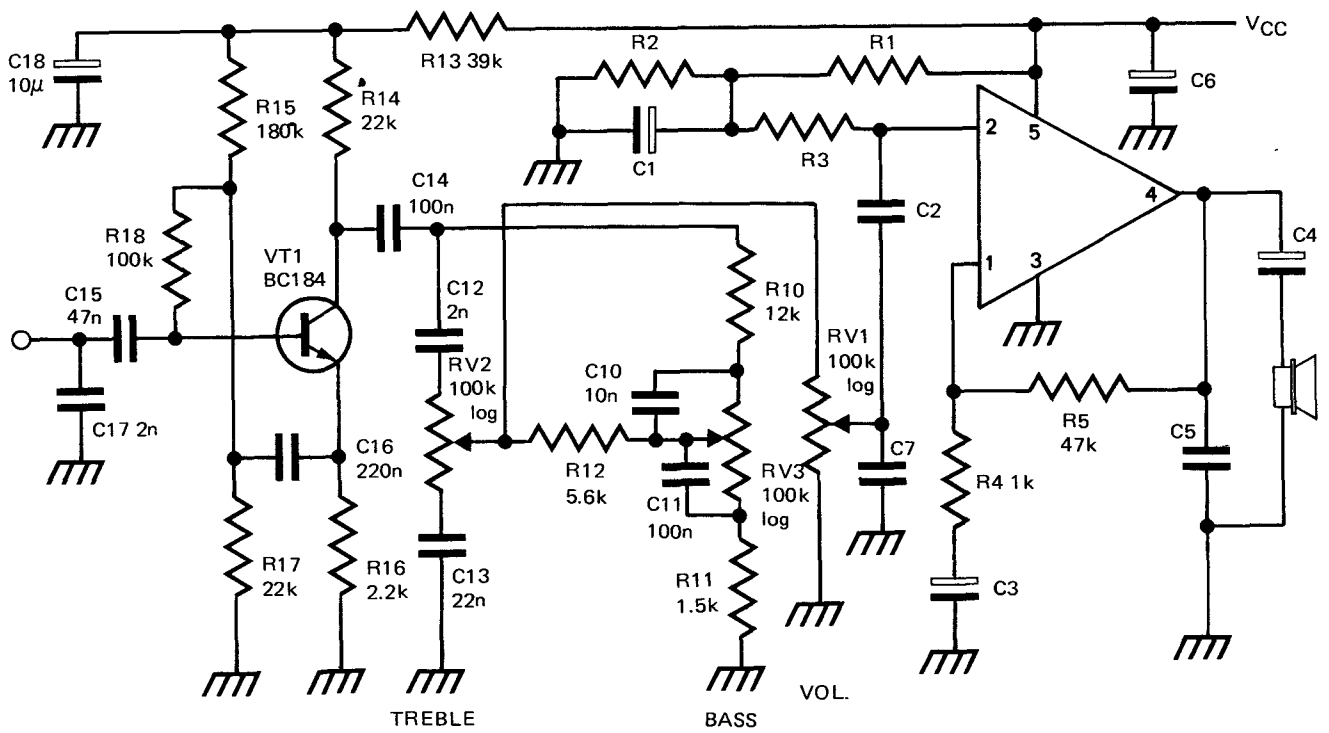 VCC
C18
10µ
R13 39k
R2
R1
C6
R15
180k
R14
22k
C1
R3
2
5
C14
100n
C2
4
C4
R18
100k
VT1
BC184
1
3
C15
47n
C12
2n
R10
12k
RV2
100k
log
C10
10n
RV1
100k
log
C17 2n
R5
47k
C5
C16
220n
R12
5.6k
C11
100n
RV3
100k
log
C7
R4 1k
R17
22k
R16
2.2k
C13
22n
R11
1.5k
C3
VOL.
TREBLE
BASS